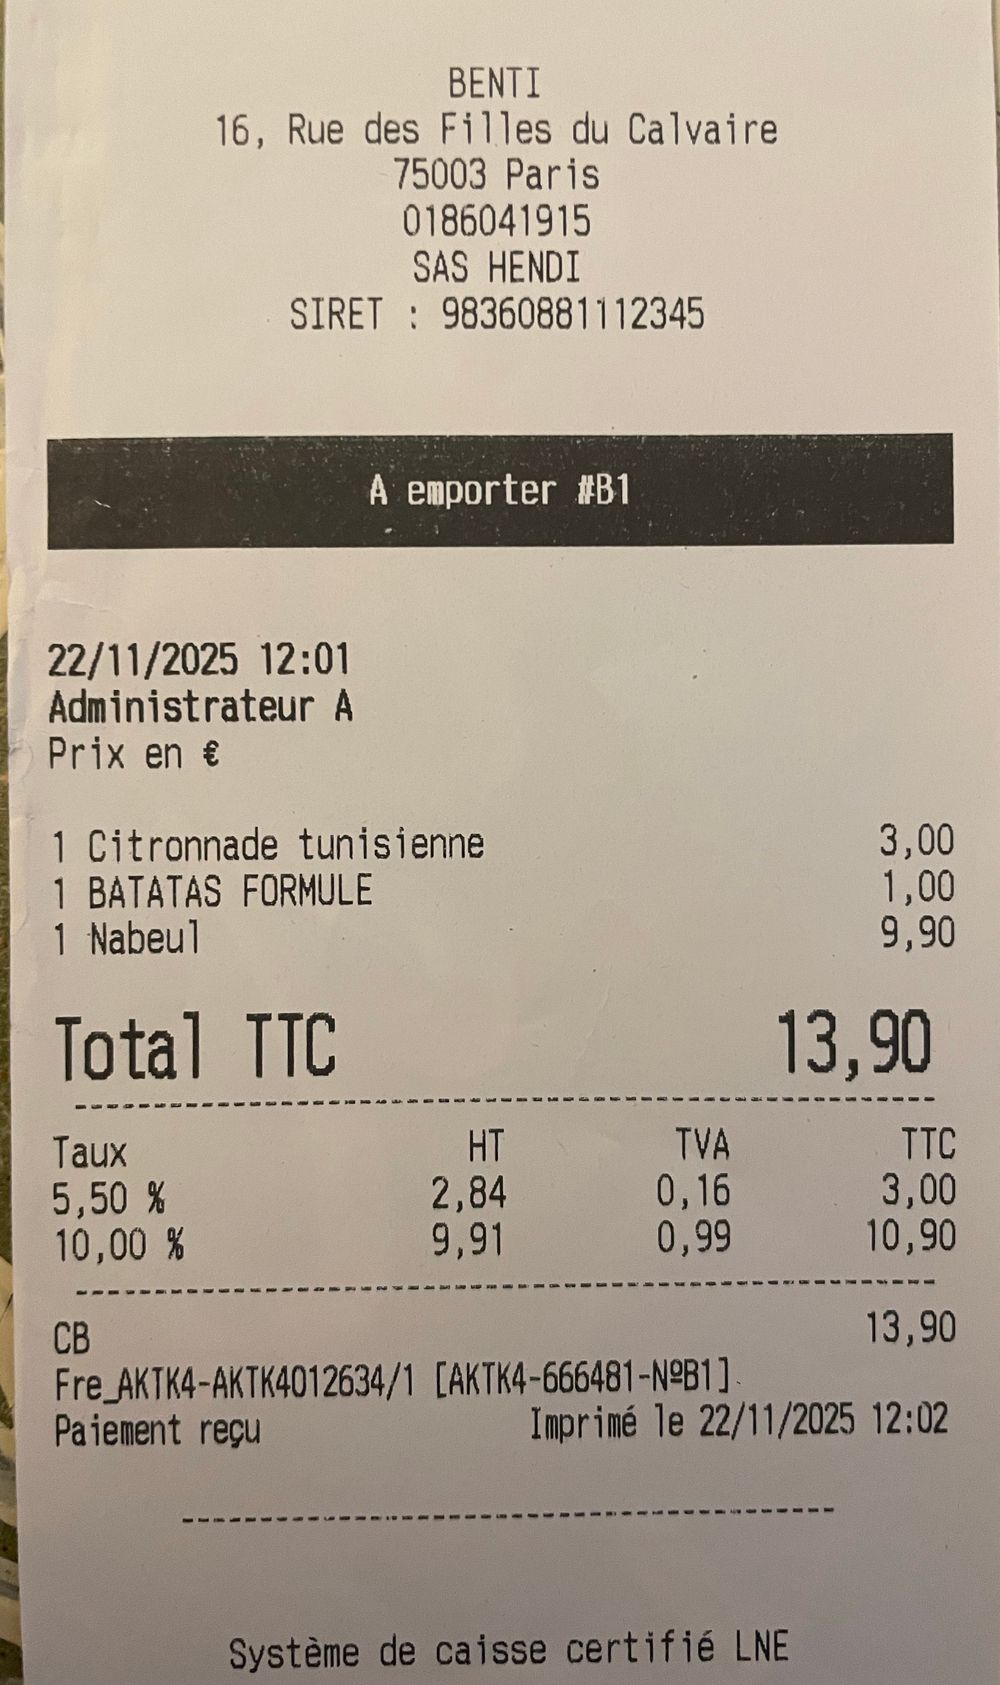 BENTI
16, Rue des Filles du Calvaire
75003 Paris
0186041915
SAS HENDI
SIRET : 98360881112345
A emporter #B1
22/11/2025 12:01
Administrateur A
Prix en €
1 Citronnade tunisienne 3,00
1 BATATAS FORMULE 1,00
1 Nabeul 9,90
Total TTC 13,90
Taux HT TVA TTC
5,50 % 2,84 0,16 3,00
10,00 % 9,91 0,99 10,90
CB 13,90
Fre_AKTK4-AKTK4012634/1 [AKTK4-666481-NºB1]
Paiement reçu Imprimé le 22/11/2025 12:02
Système de caisse certifié LNE